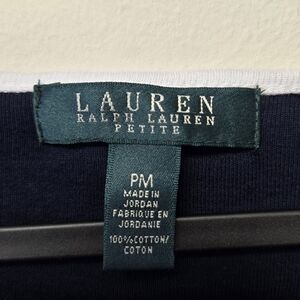 LAUREN
RALPH LAUREN
PETITE
PM
MADE IN
JORDAN
FABRIQUE EN
JORDANIE
100% COTTON/
COTON